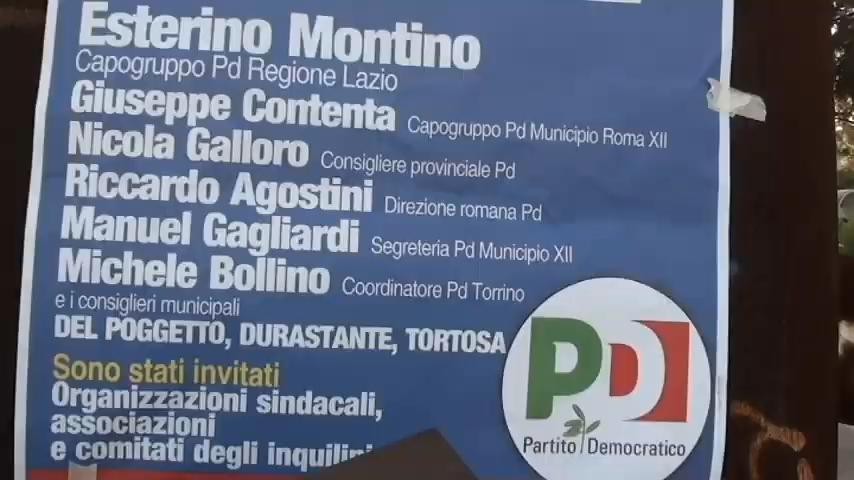 Esterino Montino
Capogruppo Pd Regione Lazio
Giuseppe Contenta Capogruppo Pd Municipio Roma XII
Nicola Galloro Consigliere provinciale Pd
Riccardo Agostini Direzione romana Pd
Manuel Gagliardi Segreteria Pd Municipio XII
Michele Bollino Coordinatore Pd Torrino
e i consiglieri municipali
DEL POGGETTO, DURASTANTE, TORTOSA
Sono stati invitati
Organizzazioni sindacali,
associazioni
e comitati degli inquilini
PD
Partito Democratico